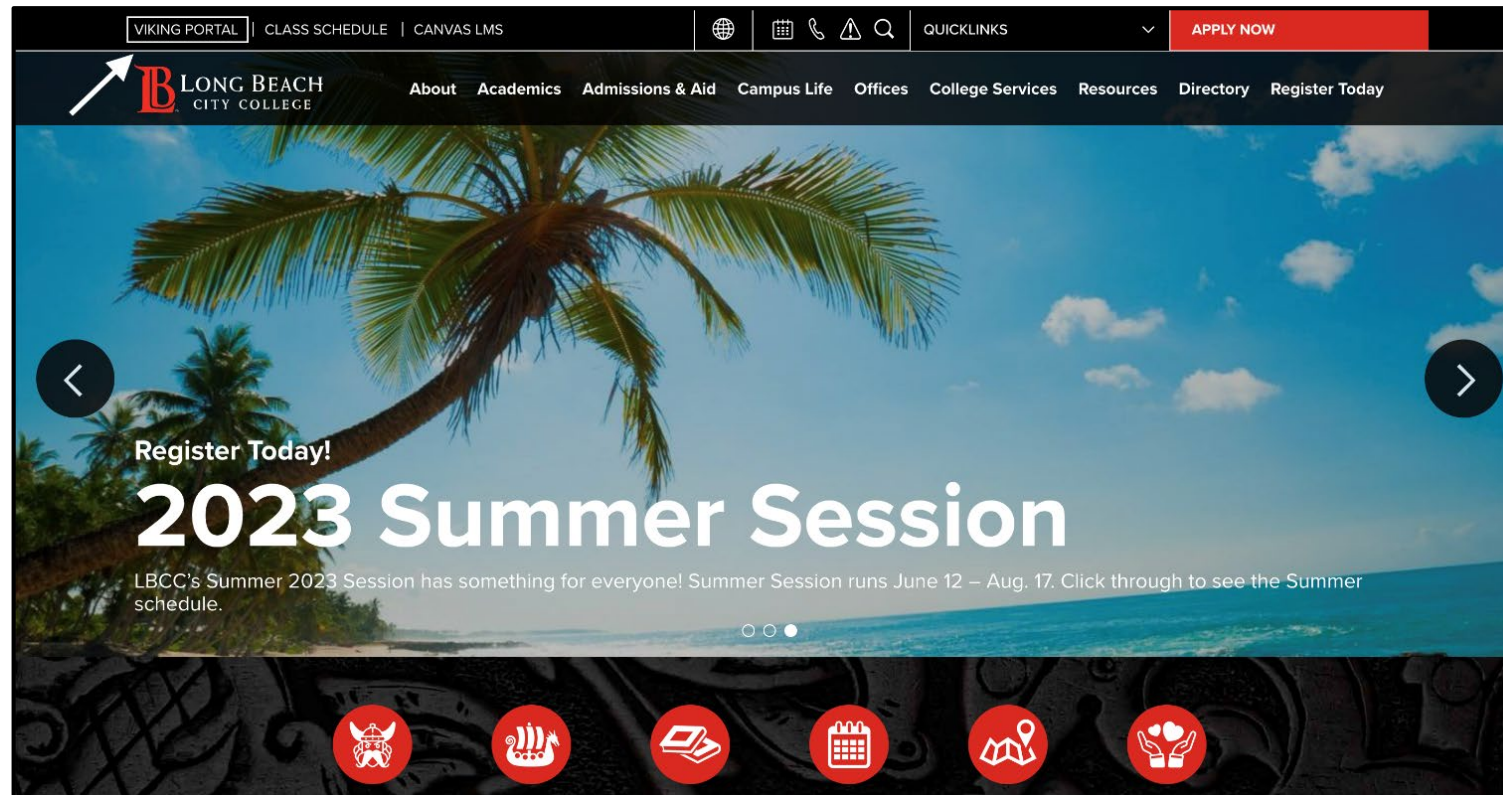 VIKING PORTAL | CLASS SCHEDULE | CANVAS LMS
QUICKLINKS
APPLY NOW
LB LONG BEACH
CITY COLLEGE
About Academics Admissions & Aid Campus Life Offices College Services Resources Directory Register Today
Register Today!
2023 Summer Session
LBCC's Summer 2023 Session has something for everyone! Summer Session runs June 12 – Aug. 17. Click through to see the Summer
schedule.